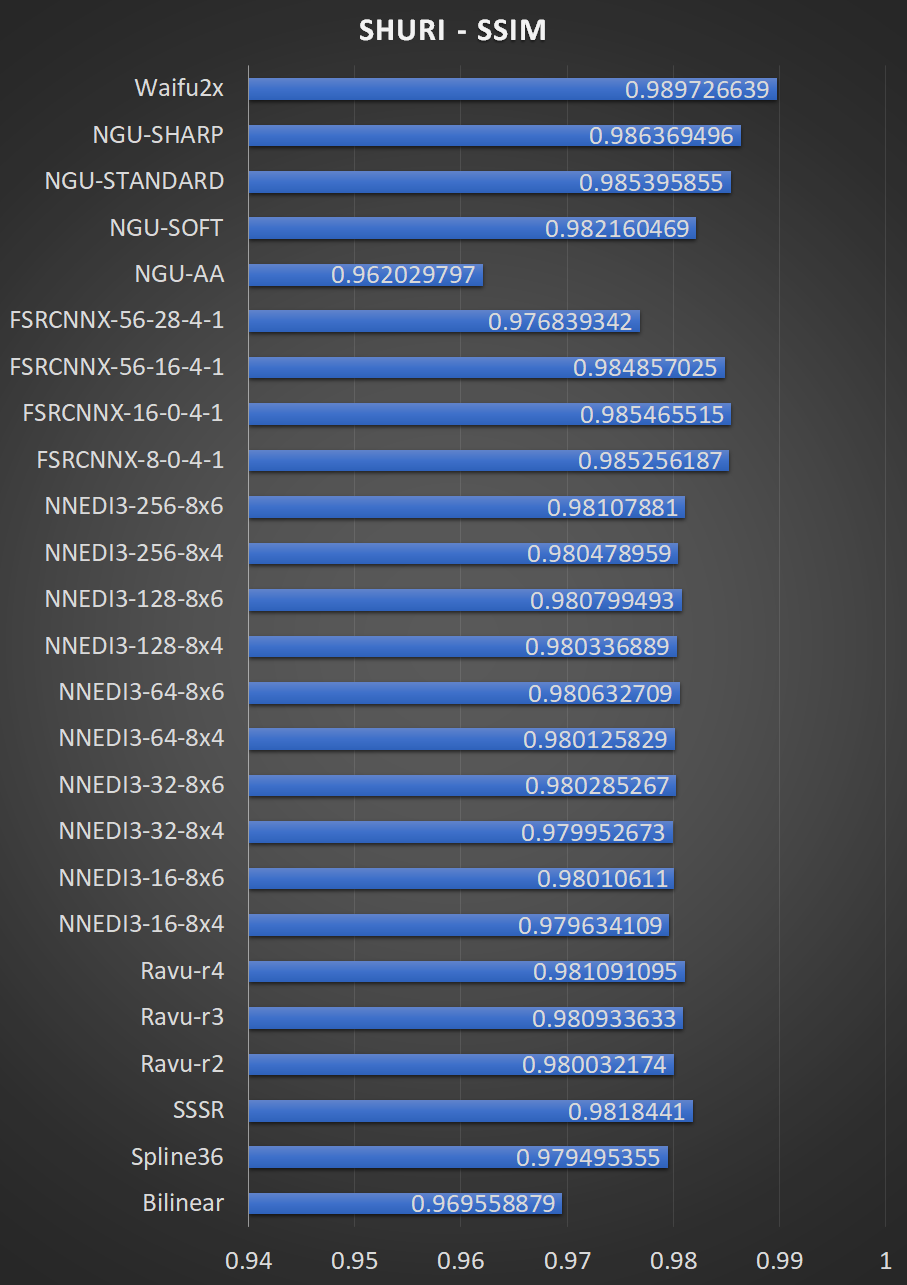 SHURI - SSIM
Waifu2x 0.989726639
NGU-SHARP 0.986369496
NGU-STANDARD 0.985395855
NGU-SOFT 0.982160469
NGU-AA 0.962029797
FSRCNNX-56-28-4-1 0.976839342
FSRCNNX-56-16-4-1 0.984857025
FSRCNNX-16-0-4-1 0.985465515
FSRCNNX-8-0-4-1 0.985256187
NNEDI3-256-8x6 0.98107881
NNEDI3-256-8x4 0.980478959
NNEDI3-128-8x6 0.980799493
NNEDI3-128-8x4 0.980336889
NNEDI3-64-8x6 0.980632709
NNEDI3-64-8x4 0.980125829
NNEDI3-32-8x6 0.980285267
NNEDI3-32-8x4 0.979952673
NNEDI3-16-8x6 0.98010611
NNEDI3-16-8x4 0.979634109
Ravu-r4 0.981091095
Ravu-r3 0.980933633
Ravu-r2 0.980032174
SSSR 0.9818441
Spline36 0.979495355
Bilinear 0.969558879
0.94 0.95 0.96 0.97 0.98 0.99 1